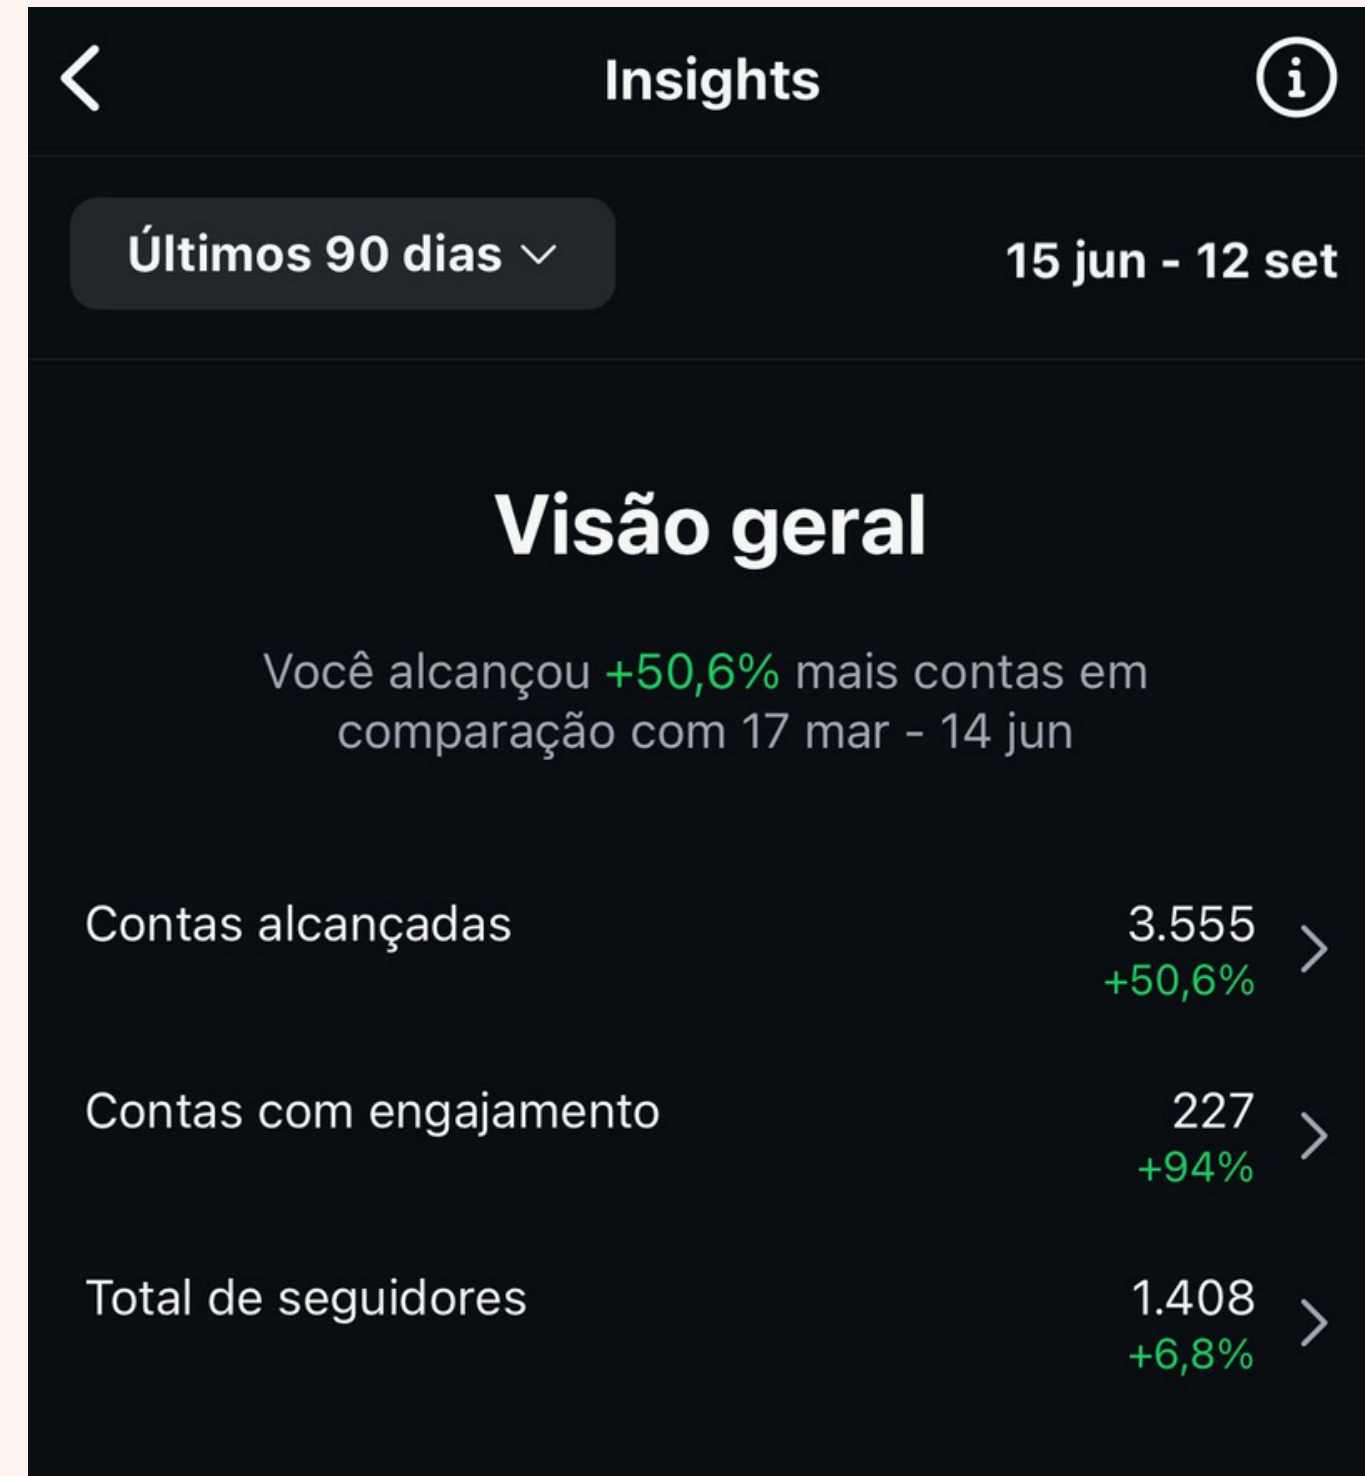 Insights
Últimos 90 dias
15 jun - 12 set
Visão geral
Você alcançou +50,6% mais contas em
comparação com 17 mar - 14 jun
Contas alcançadas
3.555
+50,6%
Contas com engajamento
227
+94%
Total de seguidores
1.408
+6,8%